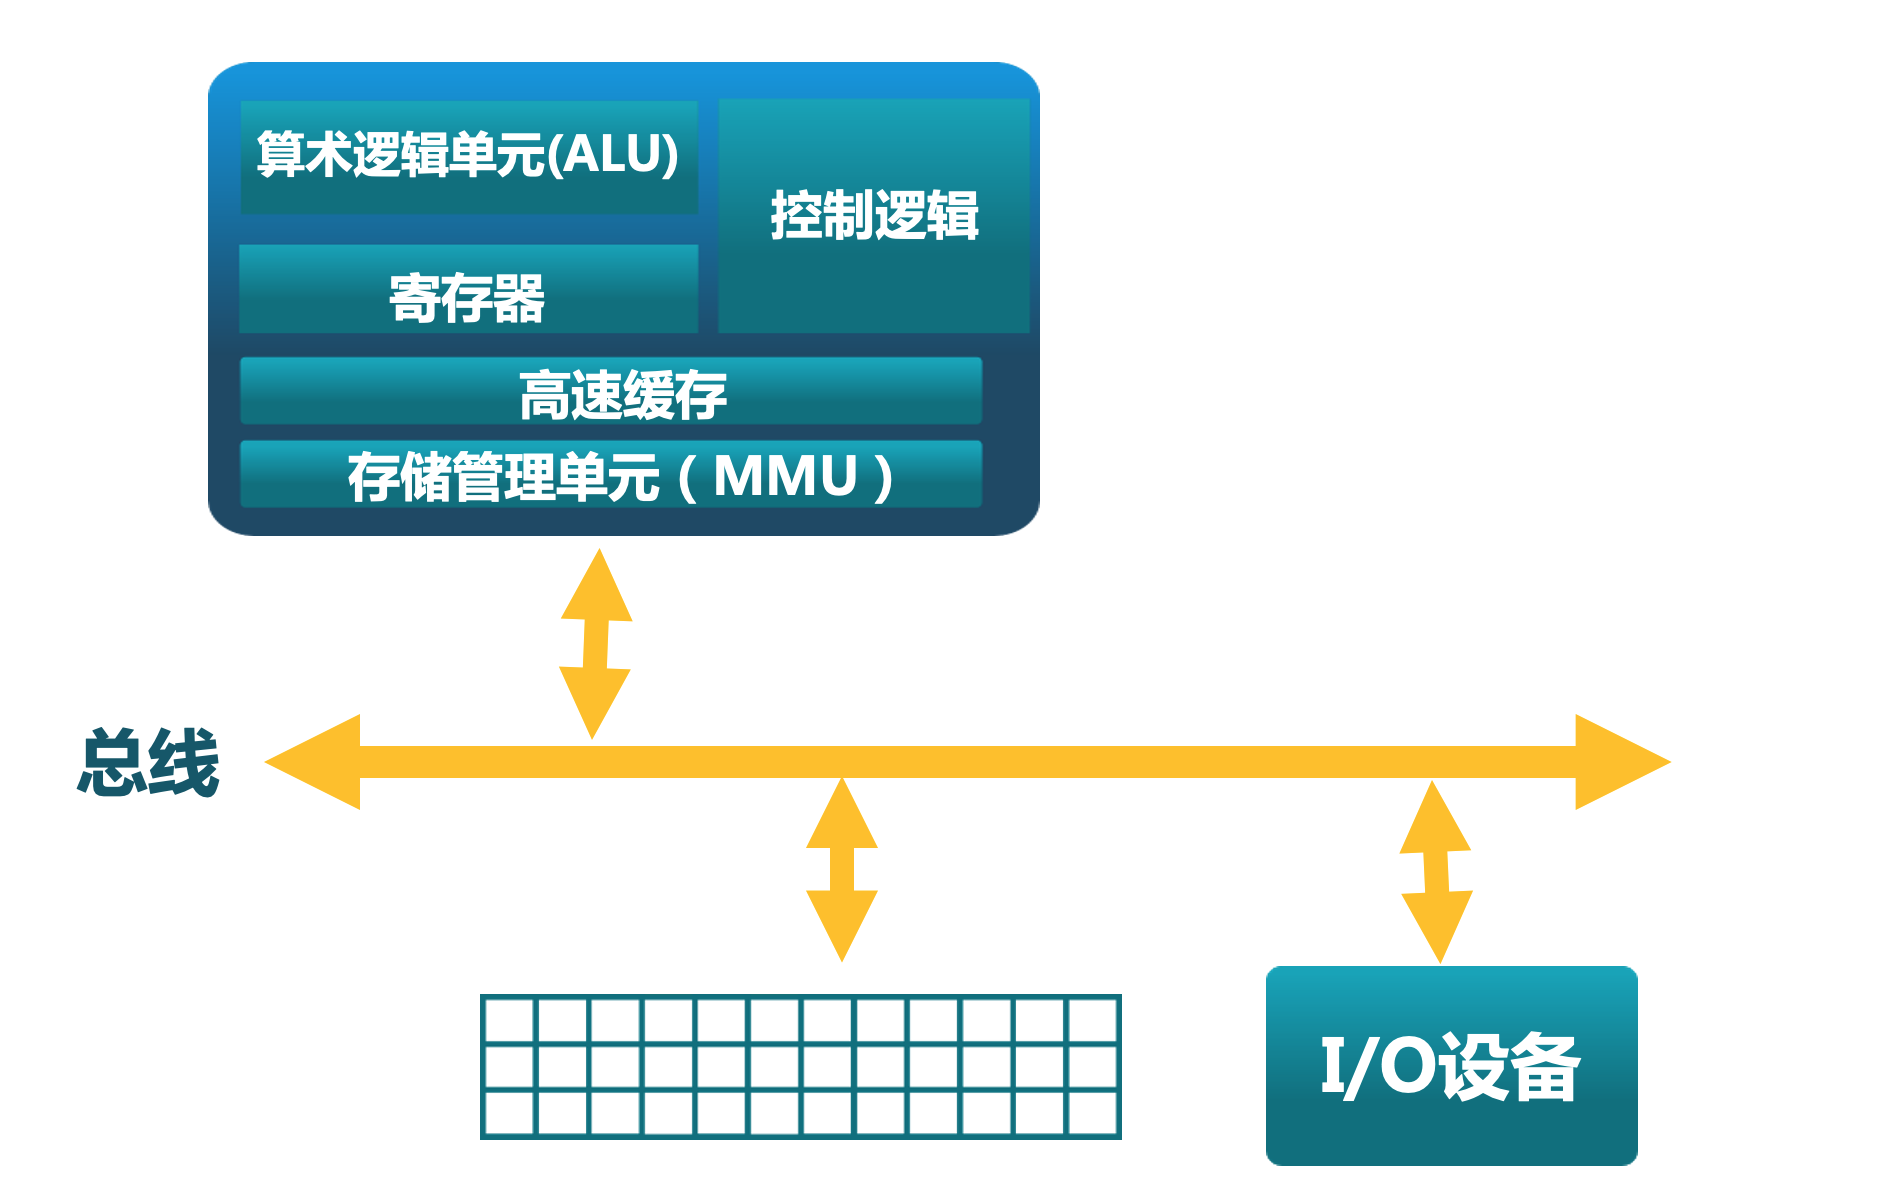 算术逻辑单元(ALU)
控制逻辑
寄存器
高速缓存
存储管理单元（MMU）
总线
I/O设备